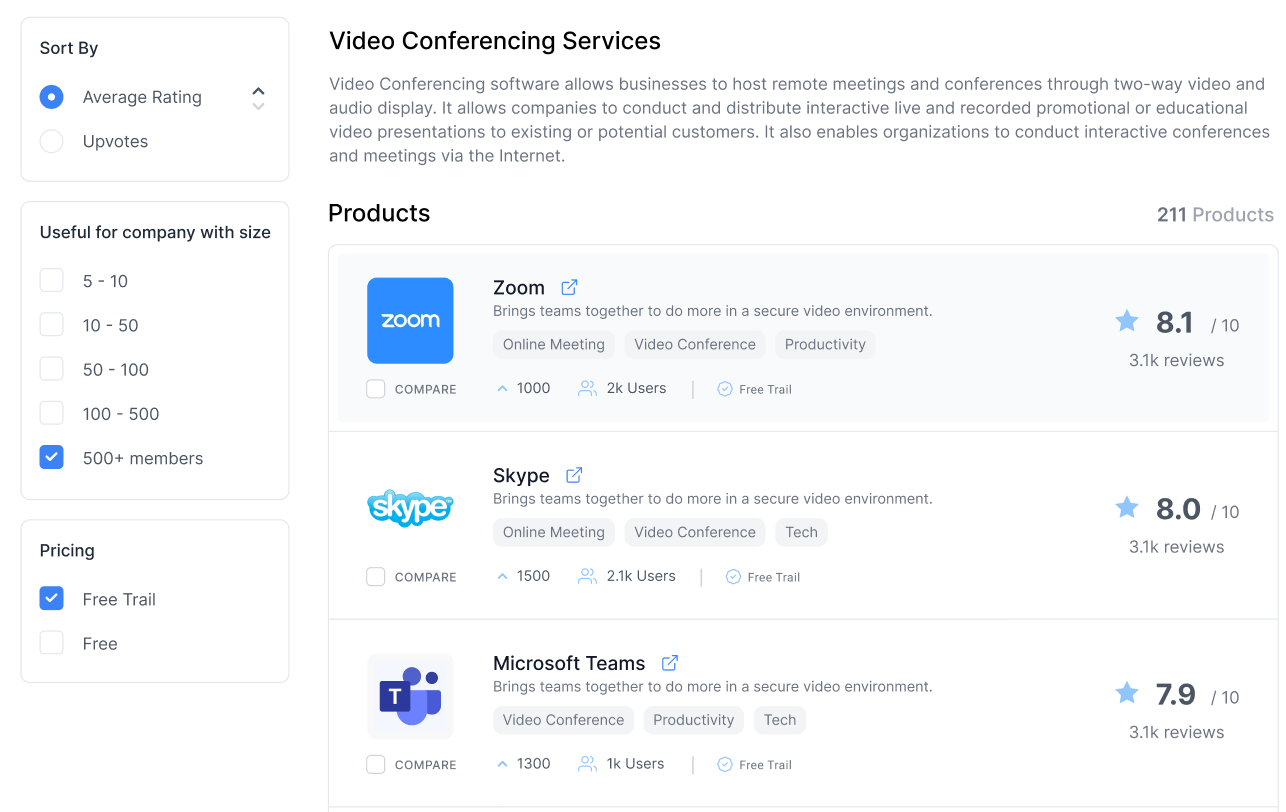 Sort By
Average Rating
Upvotes
Useful for company with size
5 - 10
10 - 50
50 - 100
100 - 500
500+ members
Pricing
Free Trail
Free
Video Conferencing Services
Video Conferencing software allows businesses to host remote meetings and conferences through two-way video and
audio display. It allows companies to conduct and distribute interactive live and recorded promotional or educational
video presentations to existing or potential customers. It also enables organizations to conduct interactive conferences
and meetings via the Internet.
Products
211 Products
zoom
Zoom
Brings teams together to do more in a secure video environment.
Online Meeting Video Conference Productivity
COMPARE 1000 2k Users | Free Trail
8.1 / 10
3.1k reviews
skype
Skype
Brings teams together to do more in a secure video environment.
Online Meeting Video Conference Tech
COMPARE 1500 2.1k Users | Free Trail
8.0 / 10
3.1k reviews
T
Microsoft Teams
Brings teams together to do more in a secure video environment.
Video Conference Productivity Tech
COMPARE 1300 1k Users | Free Trail
7.9 / 10
3.1k reviews